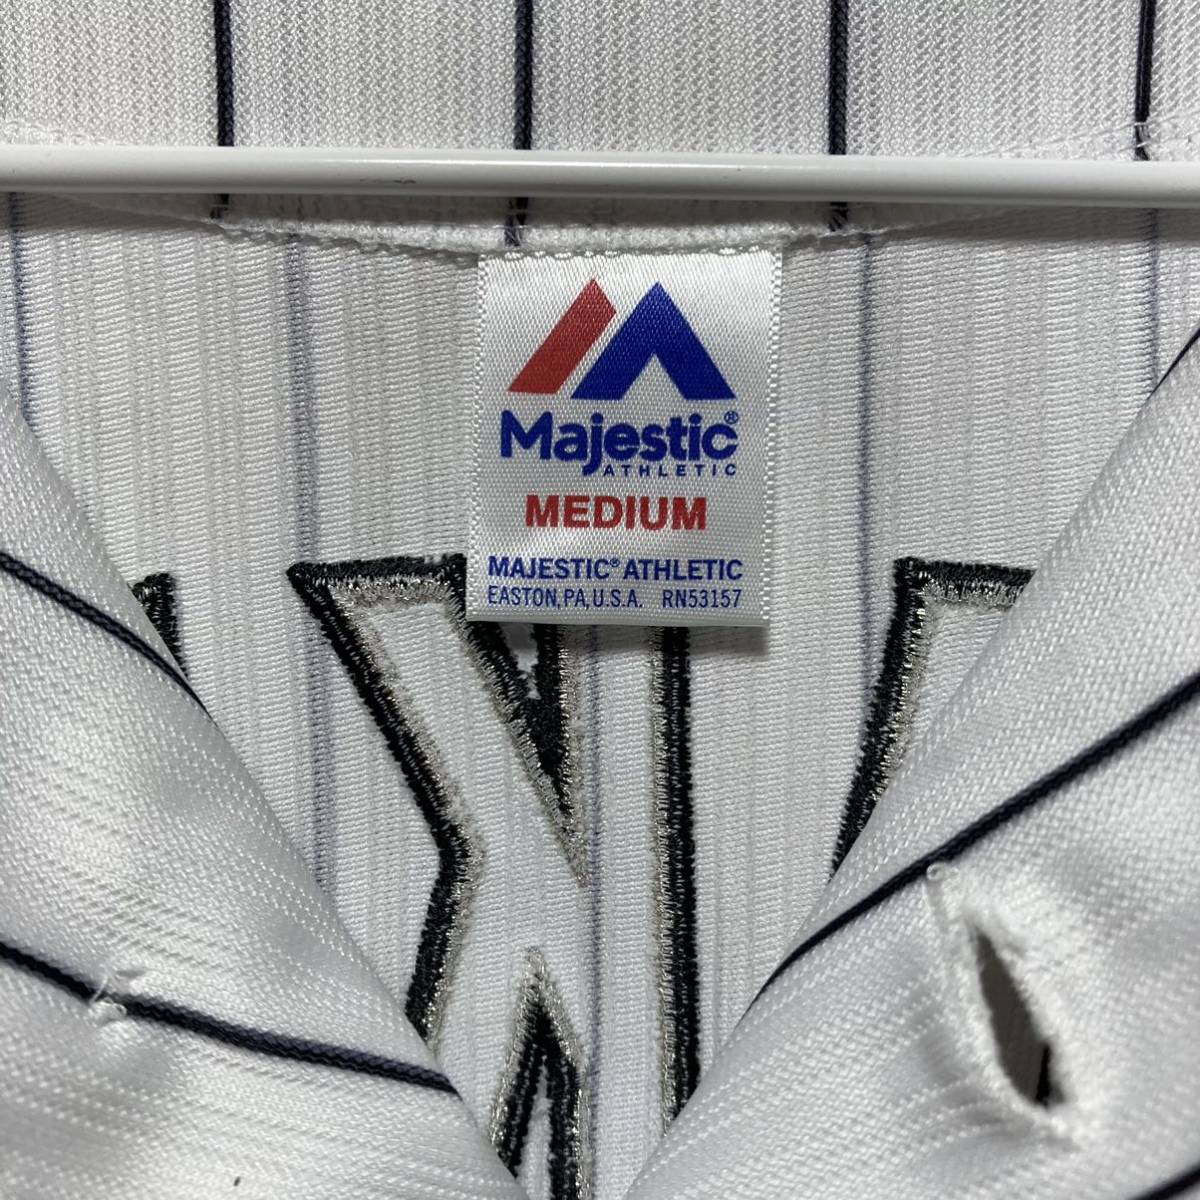 Majestic®
ATHLETIC
MEDIUM
MAJESTIC® ATHLETIC
EASTON, PA, U.S.A. RN53157